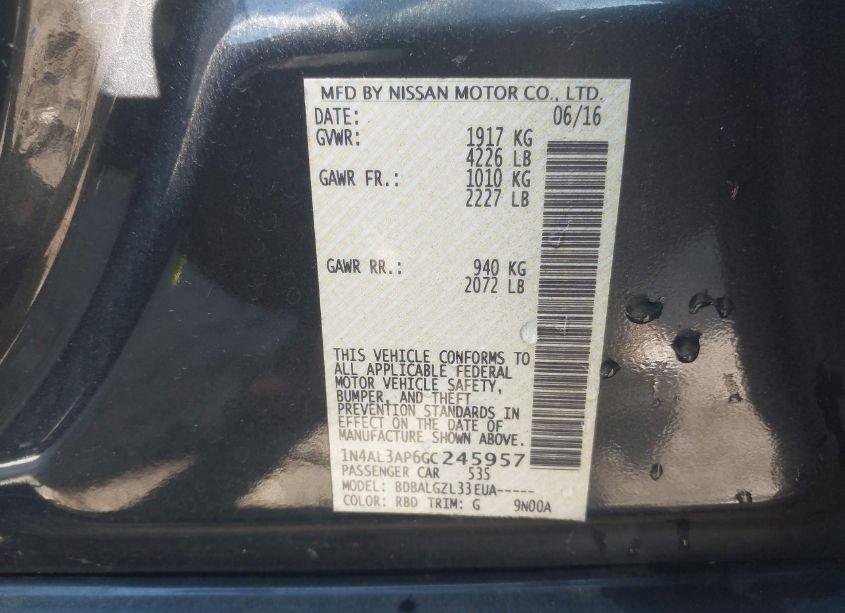 MFD BY NISSAN MOTOR CO., LTD.
DATE: 06/16
GVWR: 1917 KG
4226 LB
GAWR FR.: 1010 KG
2227 LB
GAWR RR.: 940 KG
2072 LB
THIS VEHICLE CONFORMS TO
ALL APPLICABLE FEDERAL
MOTOR VEHICLE SAFETY,
BUMPER, AND THEFT
PREVENTION STANDARDS IN
EFFECT ON THE DATE OF
MANUFACTURE SHOWN ABOVE.
1N4AL3AP6GC245957
PASSENGER CAR 535
MODEL: BDBALGZL33EUA-----
COLOR: RBD TRIM: G 9N00A